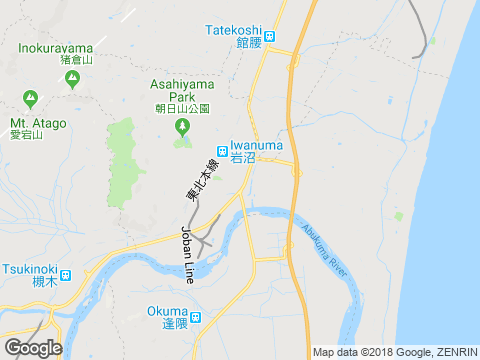 Tatekoshi
館腰
Inokurayama
猪倉山
Asahiyama
Park
朝日山公園
Mt. Atago
愛宕山
Iwanuma
岩沼
東北本線
Joban Line
Abukuma River
Tsukinoki
槻木
Okuma
逢隈
Google
Map data ©2018 Google, ZENRIN